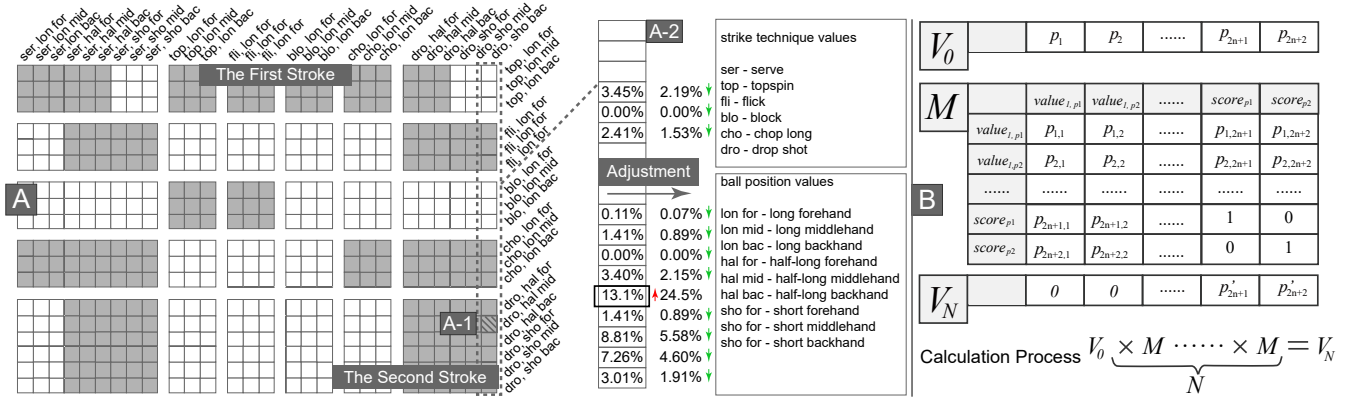 ser, lon for
ser, lon mid
ser, lon bac
ser, hal for
ser, hal mid
ser, hal bac
ser, sho for
ser, sho mid
ser, sho bac
top, lon for
top, lon mid
top, lon bac
fli, lon for
fli, lon for
fli, lon for
blo, lon for
blo, lon mid
blo, lon bac
cho, lon for
cho, lon mid
cho, lon bac
dro, hal for
dro, hal mid
dro, hal bac
dro, sho for
dro, sho mid
dro, sho bac
The First Stroke
top, lon for
top, lon mid
top, lon bac
fli, lon for
fli, lon for
fli, lon for
blo, lon for
blo, lon mid
blo, lon bac
cho, lon for
cho, lon mid
cho, lon bac
dro, hal for
dro, hal mid
dro, hal bac
dro, sho for
dro, sho mid
dro, sho bac
A
A-1
The Second Stroke
A-2
3.45% 2.19%
0.00% 0.00%
2.41% 1.53%
Adjustment
0.11% 0.07%
1.41% 0.89%
0.00% 0.00%
3.40% 2.15%
13.1% 24.5%
1.41% 0.89%
8.81% 5.58%
7.26% 4.60%
3.01% 1.91%
strike technique values
ser - serve
top - topspin
fli - flick
blo - block
cho - chop long
dro - drop shot
ball position values
lon for - long forehand
lon mid - long middlehand
lon bac - long backhand
hal for - half-long forehand
hal mid - half-long middlehand
hal bac - half-long backhand
sho for - short forehand
sho for - short middlehand
sho for - short backhand
B
V₀ p₁ p₂ ...... p₂ₙ₊₁ p₂ₙ₊₂
M value₁, ₚ₁ value₁, ₚ₂ ...... scoreₚ₁ scoreₚ₂
value₁, ₚ₁ p₁,₁ p₁,₂ ...... p₁,₂ₙ₊₁ p₁,₂ₙ₊₂
value₁,ₚ₂ p₂,₁ p₂,₂ ...... p₂,₂ₙ₊₁ p₂,₂ₙ₊₂
...... ...... ...... ...... ...... ......
scoreₚ₁ p₂ₙ₊₁,₁ p₂ₙ₊₁,₂ ...... 1 0
scoreₚ₂ p₂ₙ₊₂,₁ p₂ₙ₊₂,₂ ...... 0 1
V_N 0 0 ...... p'₂ₙ₊₁ p'₂ₙ₊₂
Calculation Process V₀ × M ······ × M = V_N
N